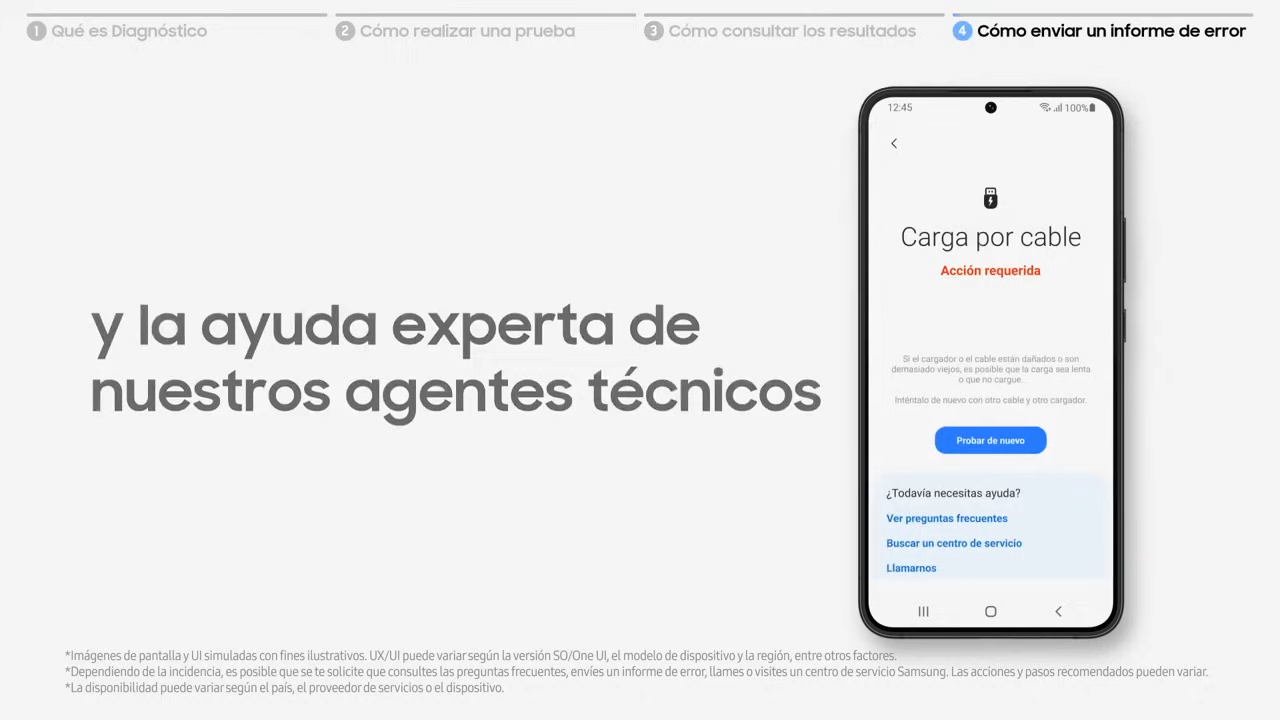 1 Qué es Diagnóstico
2 Cómo realizar una prueba
3 Cómo consultar los resultados
4 Cómo enviar un informe de error
y la ayuda experta de
nuestros agentes técnicos
12:45
100%
Carga por cable
Acción requerida
Si el cargador o el cable están dañados o son
demasiado viejos, es posible que la carga sea lenta
o que no cargue.
Inténtalo de nuevo con otro cable y otro cargador.
Probar de nuevo
¿Todavía necesitas ayuda?
Ver preguntas frecuentes
Buscar un centro de servicio
Llamarnos
*Imágenes de pantalla y UI simuladas con fines ilustrativos. UX/UI puede variar según la versión SO/One UI, el modelo de dispositivo y la región, entre otros factores.
*Dependiendo de la incidencia, es posible que se te solicite que consultes las preguntas frecuentes, envíes un informe de error, llames o visites un centro de servicio Samsung. Las acciones y pasos recomendados pueden variar.
*La disponibilidad puede variar según el país, el proveedor de servicios o el dispositivo.